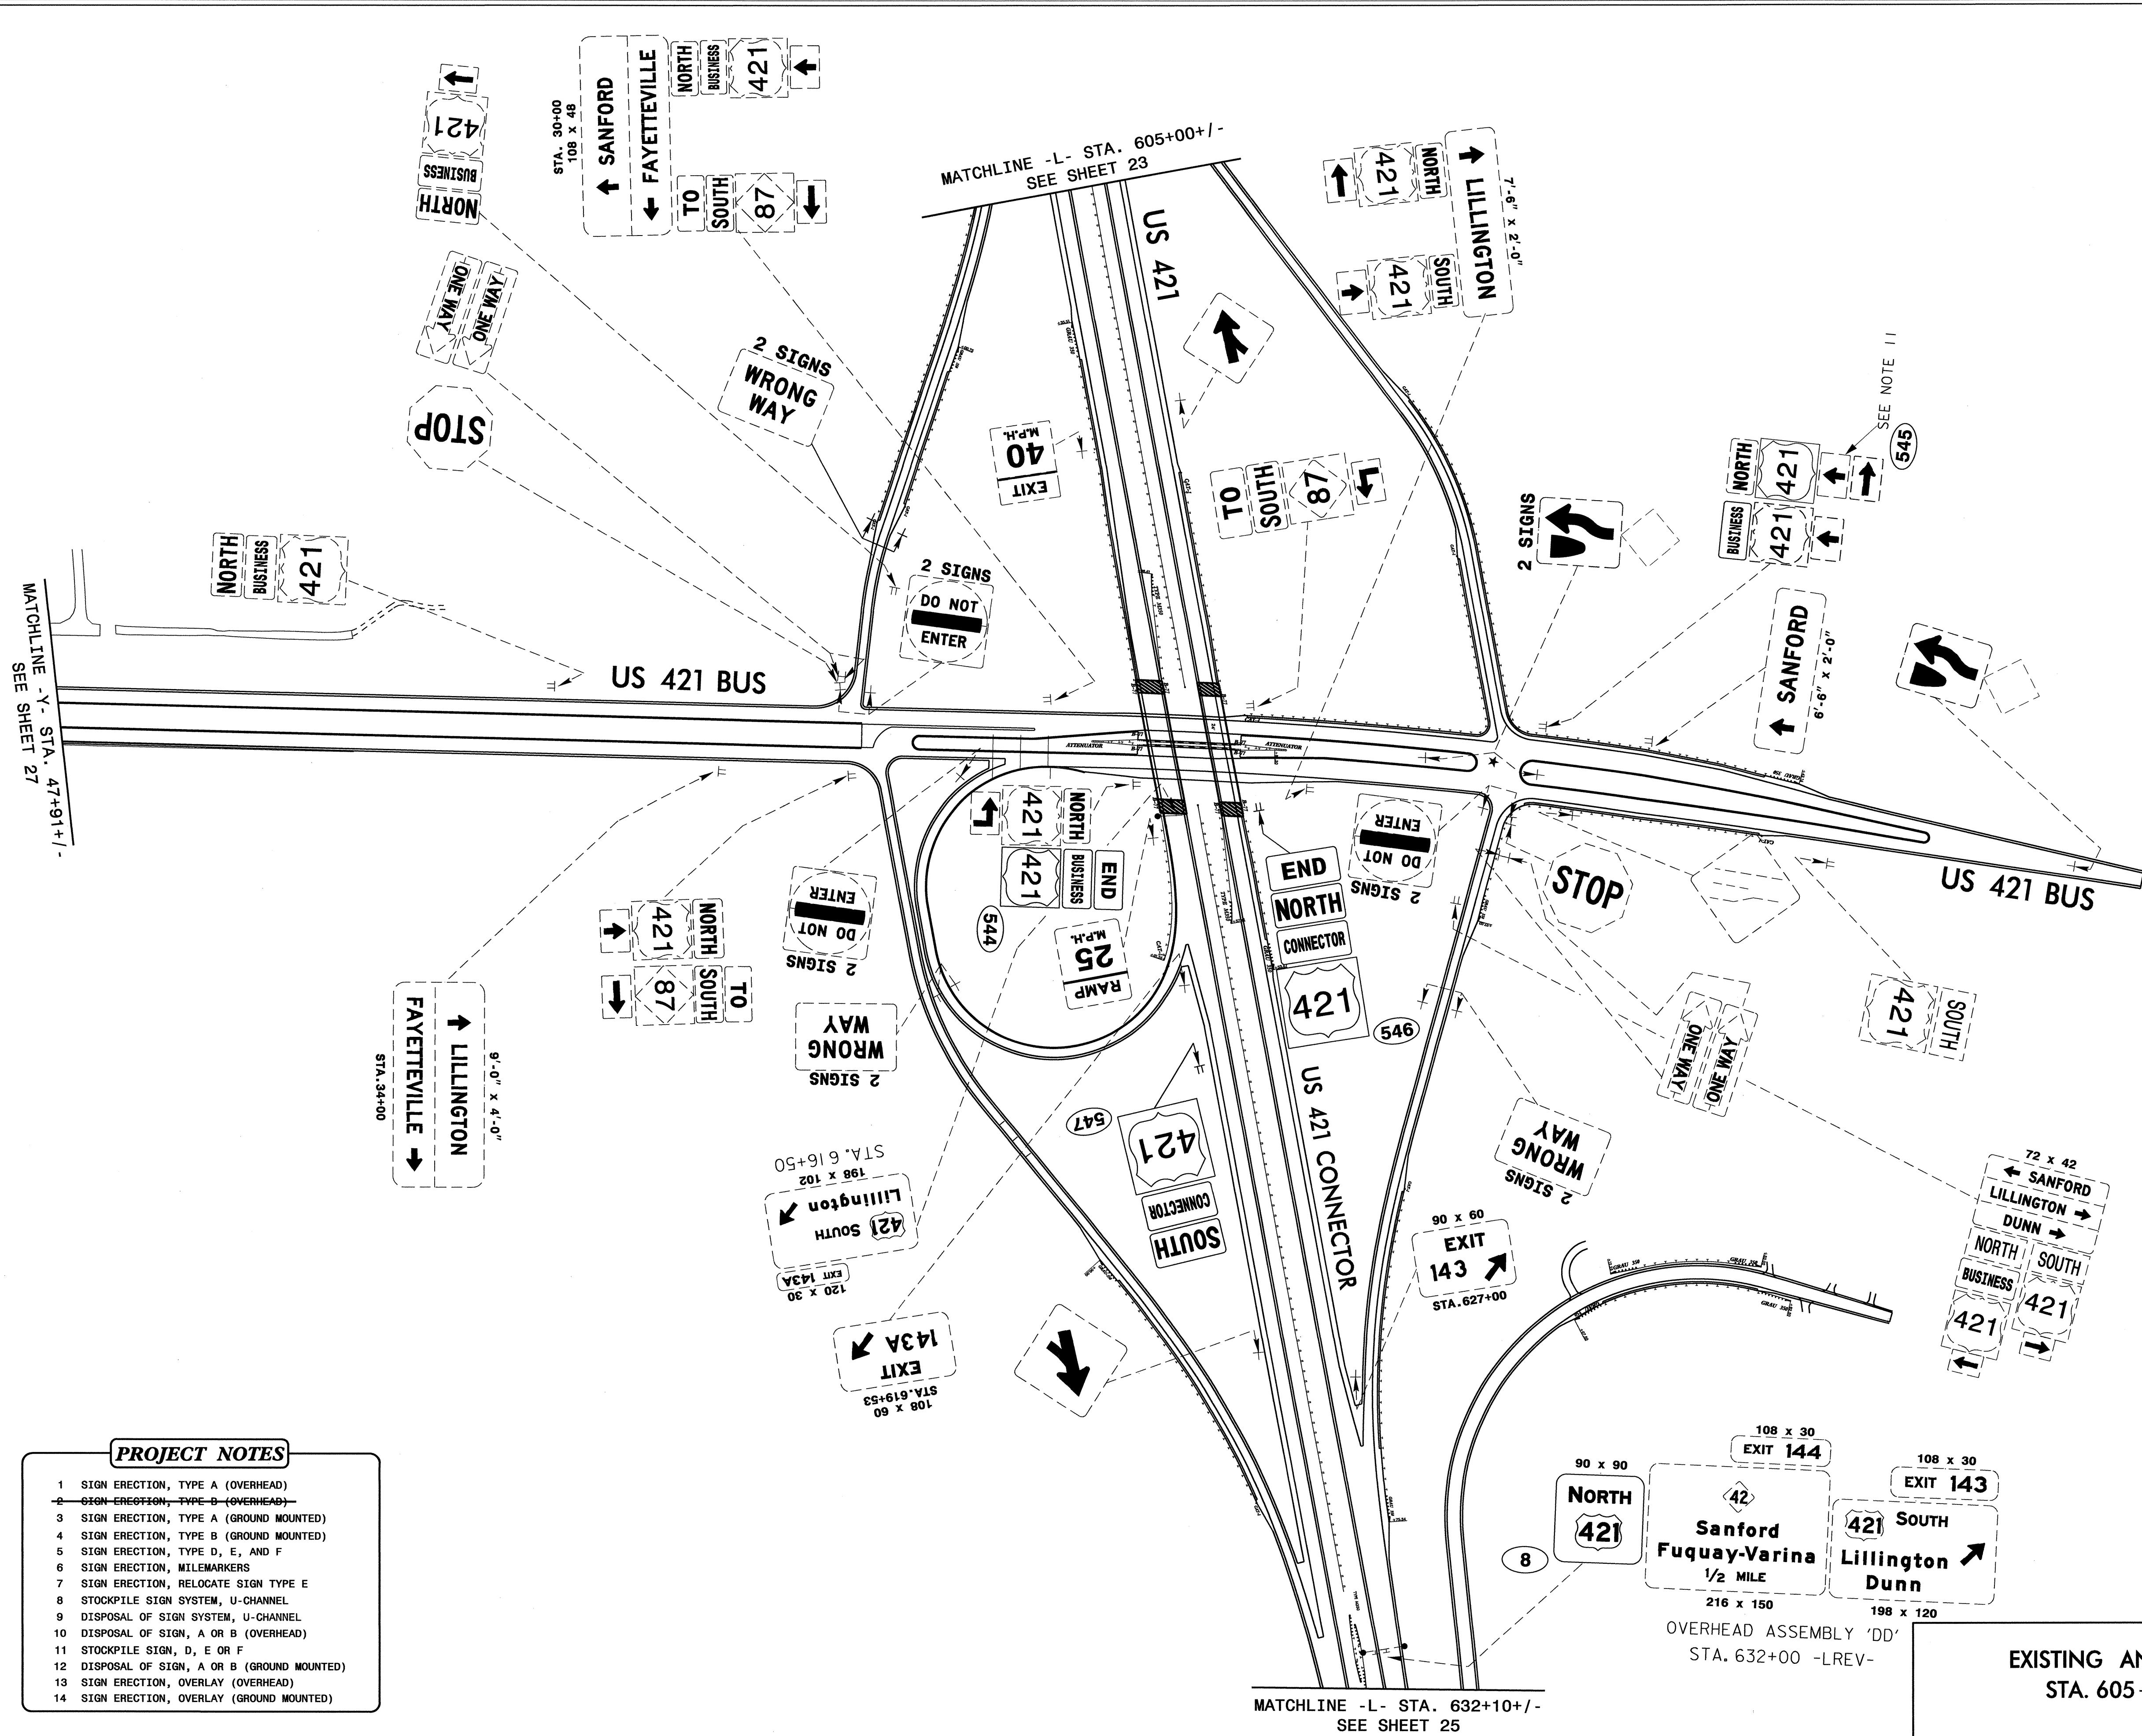 MATCHLINE -L- STA. 605+00+/-
SEE SHEET 23
US 421
421
BUSINESS
NORTH
STA. 30+00
108 x 48
SANFORD
FAYETTEVILLE
NORTH
BUSINESS
421
TO
SOUTH
87
ONE WAY
ONE WAY
STOP
2 SIGNS
WRONG
WAY
EXIT
40
M.P.H.
NORTH
421
SOUTH
421
LILLINGTON
7'-6" x 2'-0"
TO
SOUTH
87
2 SIGNS
SEE NOTE 11
545
NORTH
421
BUSINESS
421
SANFORD
6'-6" x 2'-0"
NORTH
BUSINESS
421
2 SIGNS
DO NOT
ENTER
MATCHLINE -Y- STA. 47+91+/-
SEE SHEET 27
US 421 BUS
ATTENUATOR
ATTENUATOR
US 421 BUS
NORTH
421
END
BUSINESS
421
544
RAMP
25
M.P.H.
END
NORTH
CONNECTOR
421
546
2 SIGNS
DO NOT
ENTER
STOP
SOUTH
421
ONE WAY
ONE WAY
2 SIGNS
DO NOT
ENTER
NORTH
421
TO
SOUTH
87
9'-0" x 4'-0"
LILLINGTON
FAYETTEVILLE
STA.34+00
2 SIGNS
WRONG
WAY
547
SOUTH
CONNECTOR
421
US 421 CONNECTOR
2 SIGNS
WRONG
WAY
120 x 30
EXIT 143A
421 SOUTH
Lillington
198 x 102
STA. 616+50
108 x 60
STA.619+53
EXIT
143A
90 x 60
EXIT
143
STA.627+00
GRAU 350
GRAU 350
GRAU 350
72 x 42
SANFORD
LILLINGTON
DUNN
NORTH
SOUTH
BUSINESS
421
421
90 x 90
NORTH
421
8
108 x 30
EXIT 144
42
Sanford
Fuquay-Varina
1/2 MILE
216 x 150
108 x 30
EXIT 143
421 SOUTH
Lillington
Dunn
198 x 120
OVERHEAD ASSEMBLY 'DD'
STA. 632+00 -LREV-
MATCHLINE -L- STA. 632+10+/-
SEE SHEET 25
PROJECT NOTES
1 SIGN ERECTION, TYPE A (OVERHEAD)
2 SIGN ERECTION, TYPE B (OVERHEAD)
3 SIGN ERECTION, TYPE A (GROUND MOUNTED)
4 SIGN ERECTION, TYPE B (GROUND MOUNTED)
5 SIGN ERECTION, TYPE D, E, AND F
6 SIGN ERECTION, MILEMARKERS
7 SIGN ERECTION, RELOCATE SIGN TYPE E
8 STOCKPILE SIGN SYSTEM, U-CHANNEL
9 DISPOSAL OF SIGN SYSTEM, U-CHANNEL
10 DISPOSAL OF SIGN, A OR B (OVERHEAD)
11 STOCKPILE SIGN, D, E OR F
12 DISPOSAL OF SIGN, A OR B (GROUND MOUNTED)
13 SIGN ERECTION, OVERLAY (OVERHEAD)
14 SIGN ERECTION, OVERLAY (GROUND MOUNTED)
EXISTING
STA. 605